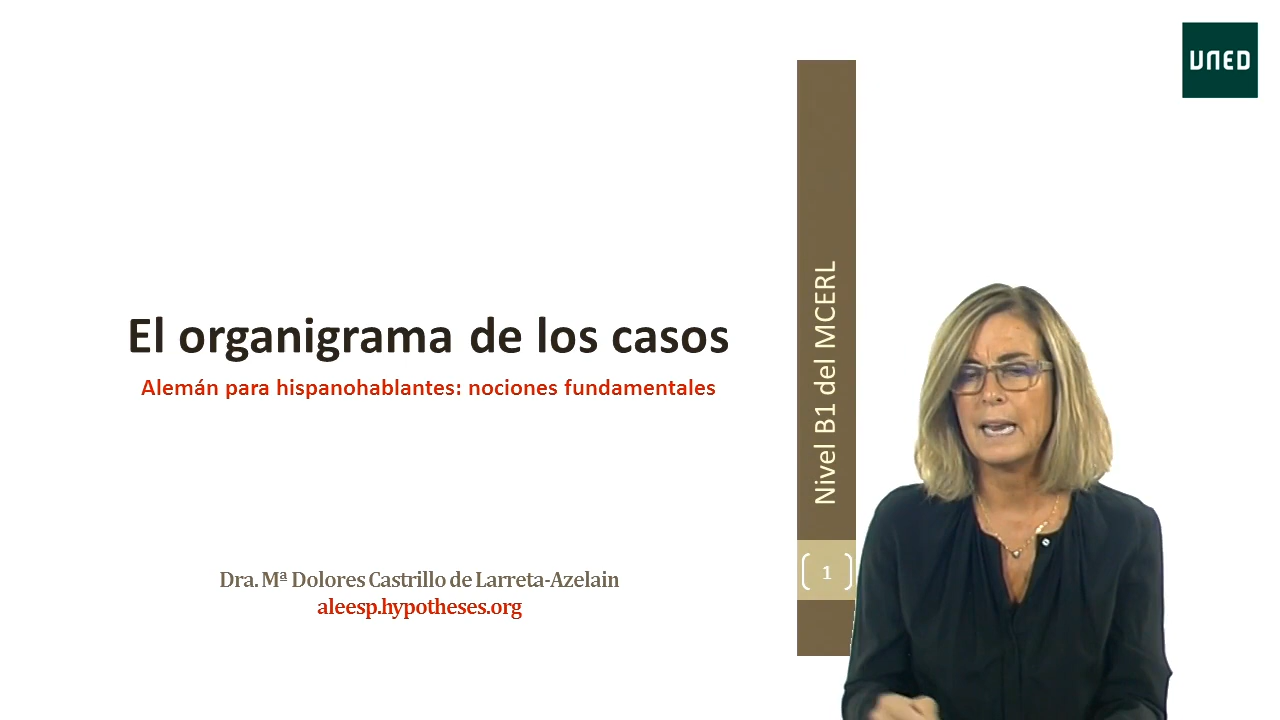 UNED
El organigrama de los casos
Alemán para hispanohablantes: nociones fundamentales
Dra. Mª Dolores Castrillo de Larreta-Azelain
aleesp.hypotheses.org
Nivel B1 del MCERL
1